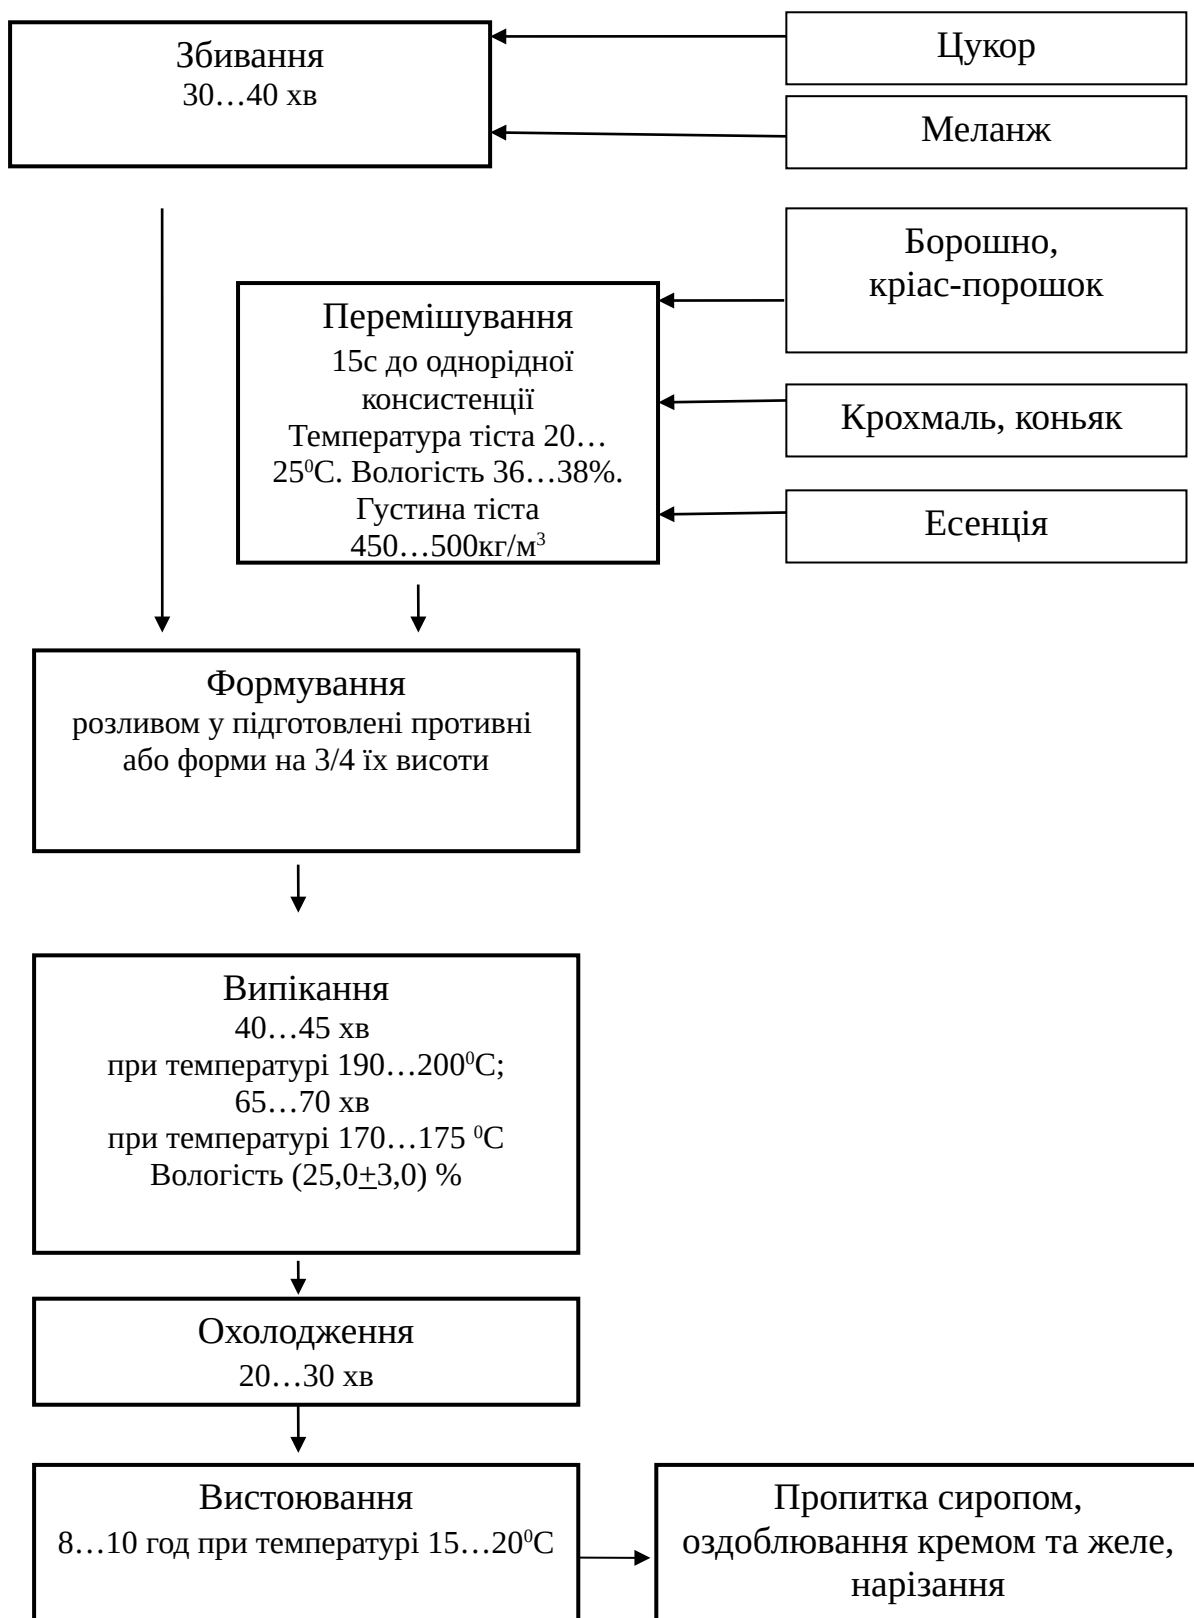 Збивання
30…40 хв
Цукор
Меланж
Борошно,
кріас-порошок
Перемішування
15с до однорідної
консистенції
Температура тіста 20…
25⁰С. Вологість 36…38%.
Густина тіста
450…500кг/м³
Крохмаль, коньяк
Есенція
Формування
розливом у підготовлені противні
або форми на 3/4 їх висоти
Випікання
40…45 хв
при температурі 190…200⁰С;
65…70 хв
при температурі 170…175 ⁰С
Вологість (25,0+3,0) %
Охолодження
20…30 хв
Вистоювання
8…10 год при температурі 15…20⁰С
Пропитка сиропом,
оздоблювання кремом та желе,
нарізання